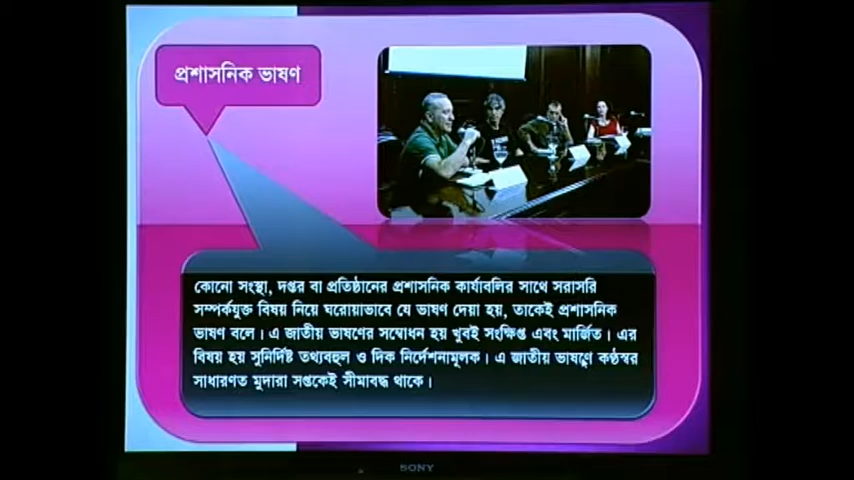 প্রশাসনিক ভাষণ
কোনো সংস্থা, দপ্তর বা প্রতিষ্ঠানের প্রশাসনিক কার্যাবলির সাথে সরাসরি
সম্পর্কযুক্ত বিষয় নিয়ে ঘরোয়াভাবে যে ভাষণ দেয়া হয়, তাকেই প্রশাসনিক
ভাষণ বলে। এ জাতীয় ভাষণের সম্বোধন হয় খুবই সংক্ষিপ্ত এবং মার্জিত। এর
বিষয় হয় সুনির্দিষ্ট তথ্যবহুল ও দিক নির্দেশনামূলক। এ জাতীয় ভাষণে কণ্ঠস্বর
সাধারণত মুদারা সপ্তকেই সীমাবদ্ধ থাকে।
SONY